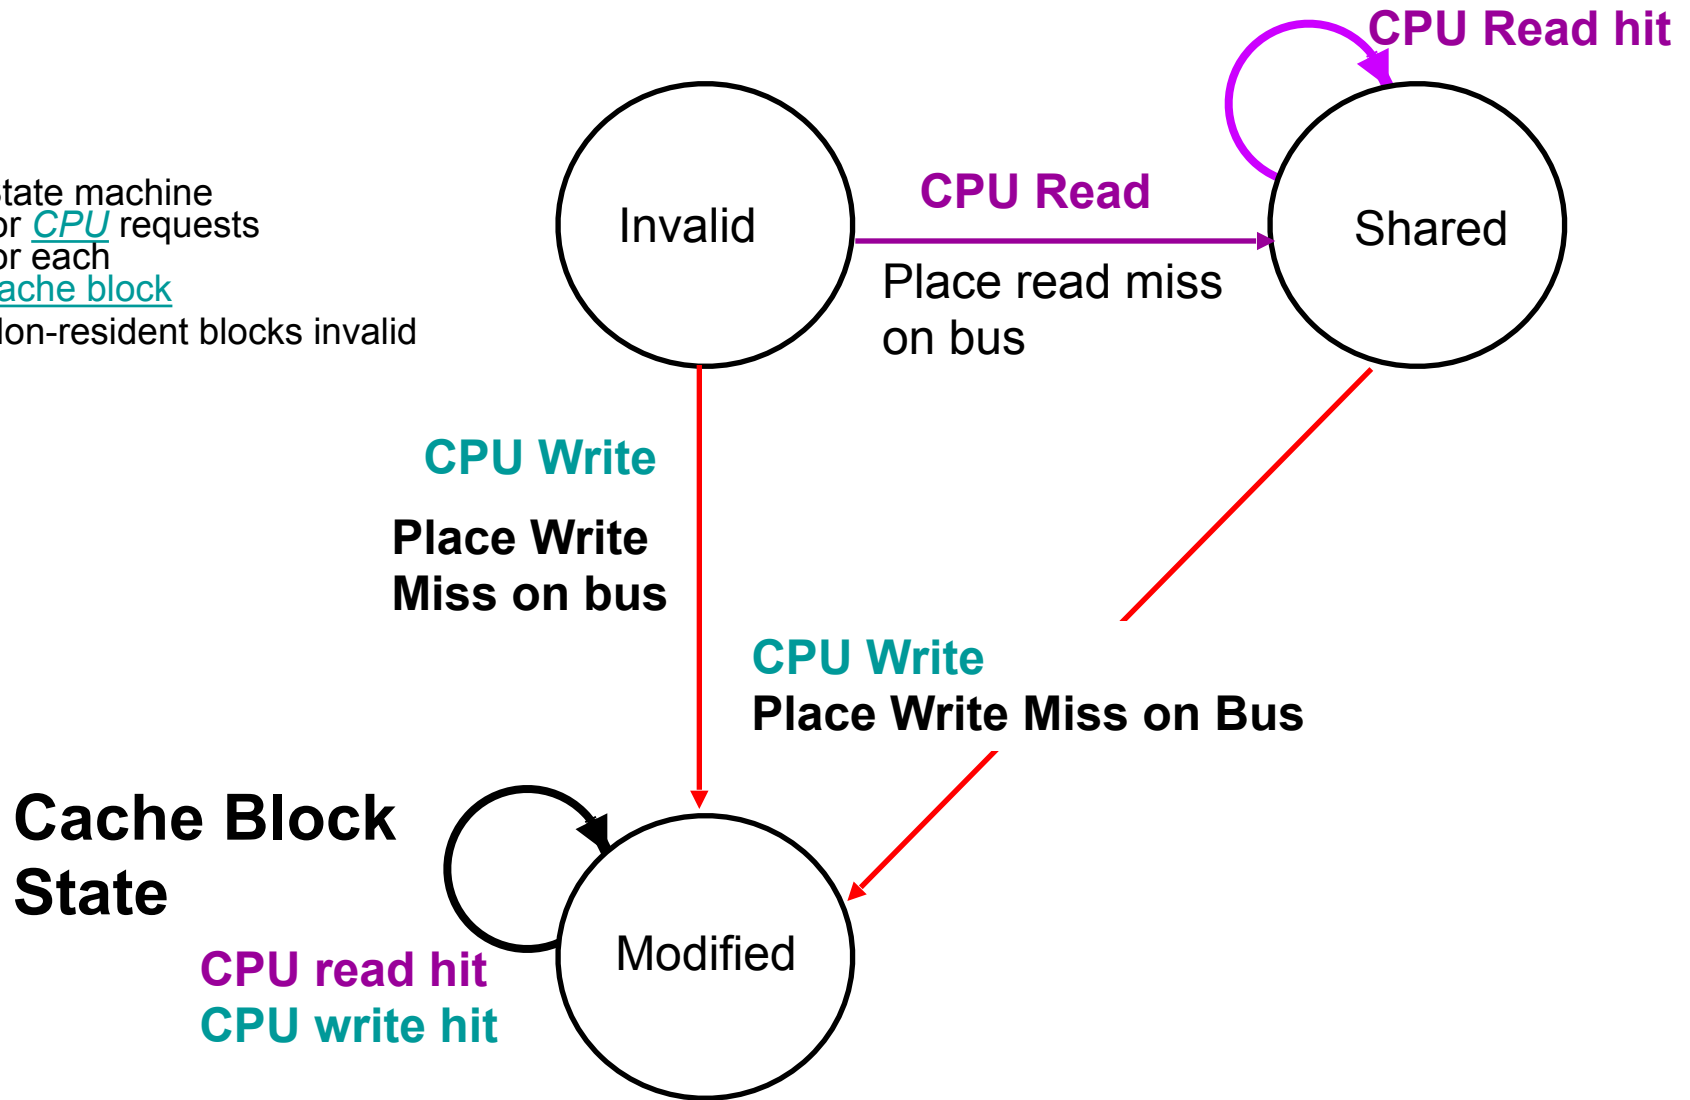 CPU Read hit
tate machine
or CPU requests
or each
ache block
Non-resident blocks invalid
Invalid
CPU Read
Place read miss
on bus
Shared
CPU Write
Place Write
Miss on bus
CPU Write
Place Write Miss on Bus
Cache Block
State
CPU read hit
CPU write hit
Modified